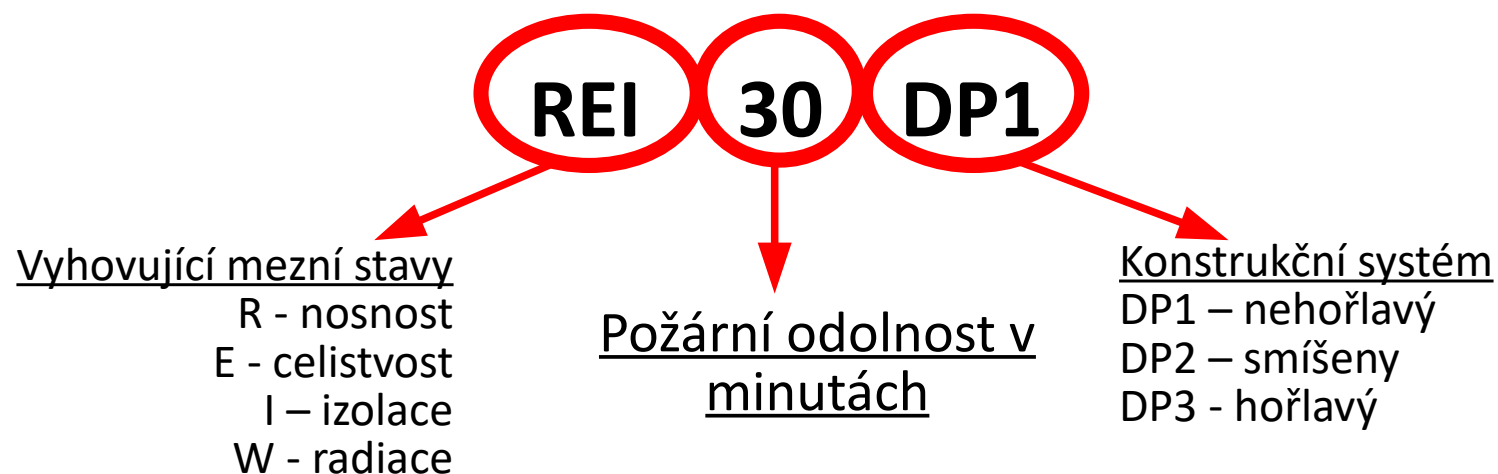 REI 30 DP1
Vyhovující mezní stavy
R - nosnost
E - celistvost
I – izolace
W - radiace
Požární odolnost v
minutách
Konstrukční systém
DP1 – nehořlavý
DP2 – smíšeny
DP3 - hořlavý